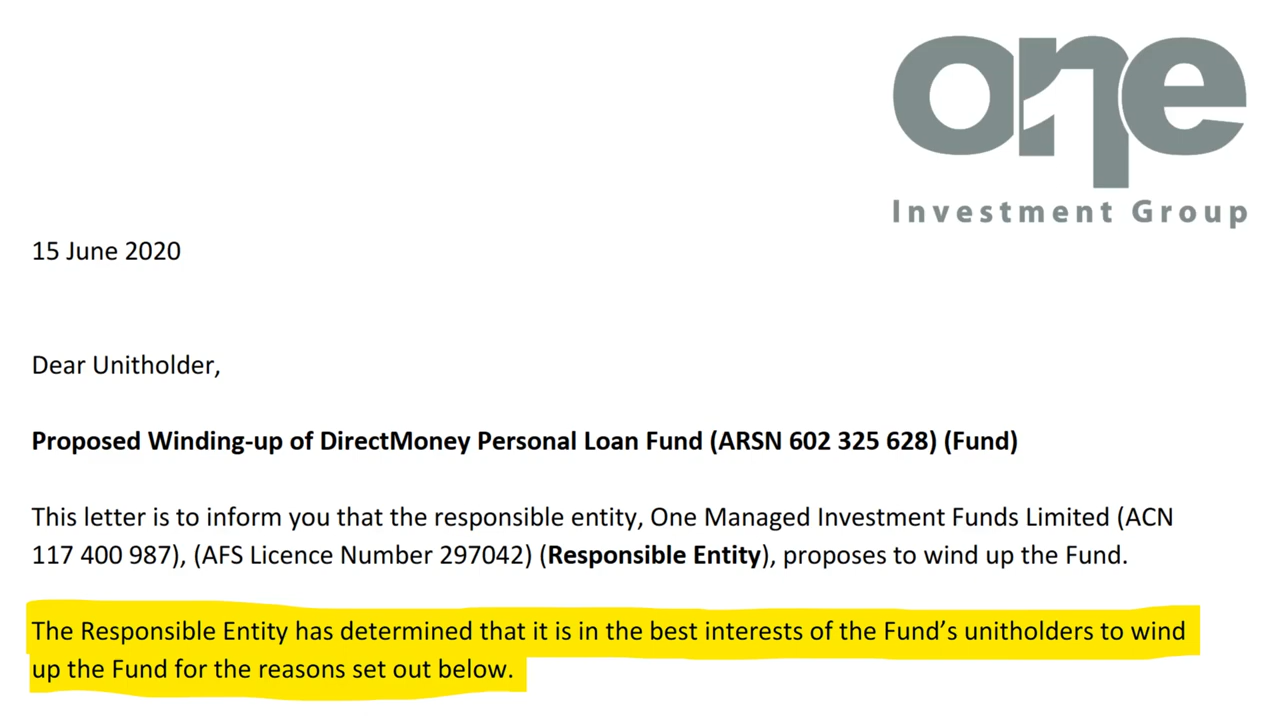 one
Investment Group
15 June 2020
Dear Unitholder,
Proposed Winding-up of DirectMoney Personal Loan Fund (ARSN 602 325 628) (Fund)
This letter is to inform you that the responsible entity, One Managed Investment Funds Limited (ACN
117 400 987), (AFS Licence Number 297042) (Responsible Entity), proposes to wind up the Fund.
The Responsible Entity has determined that it is in the best interests of the Fund’s unitholders to wind
up the Fund for the reasons set out below.